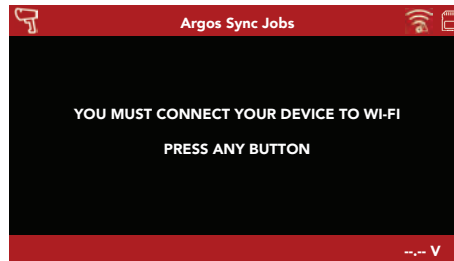 Argos Sync Jobs
YOU MUST CONNECT YOUR DEVICE TO WI-FI
PRESS ANY BUTTON
--.-- V